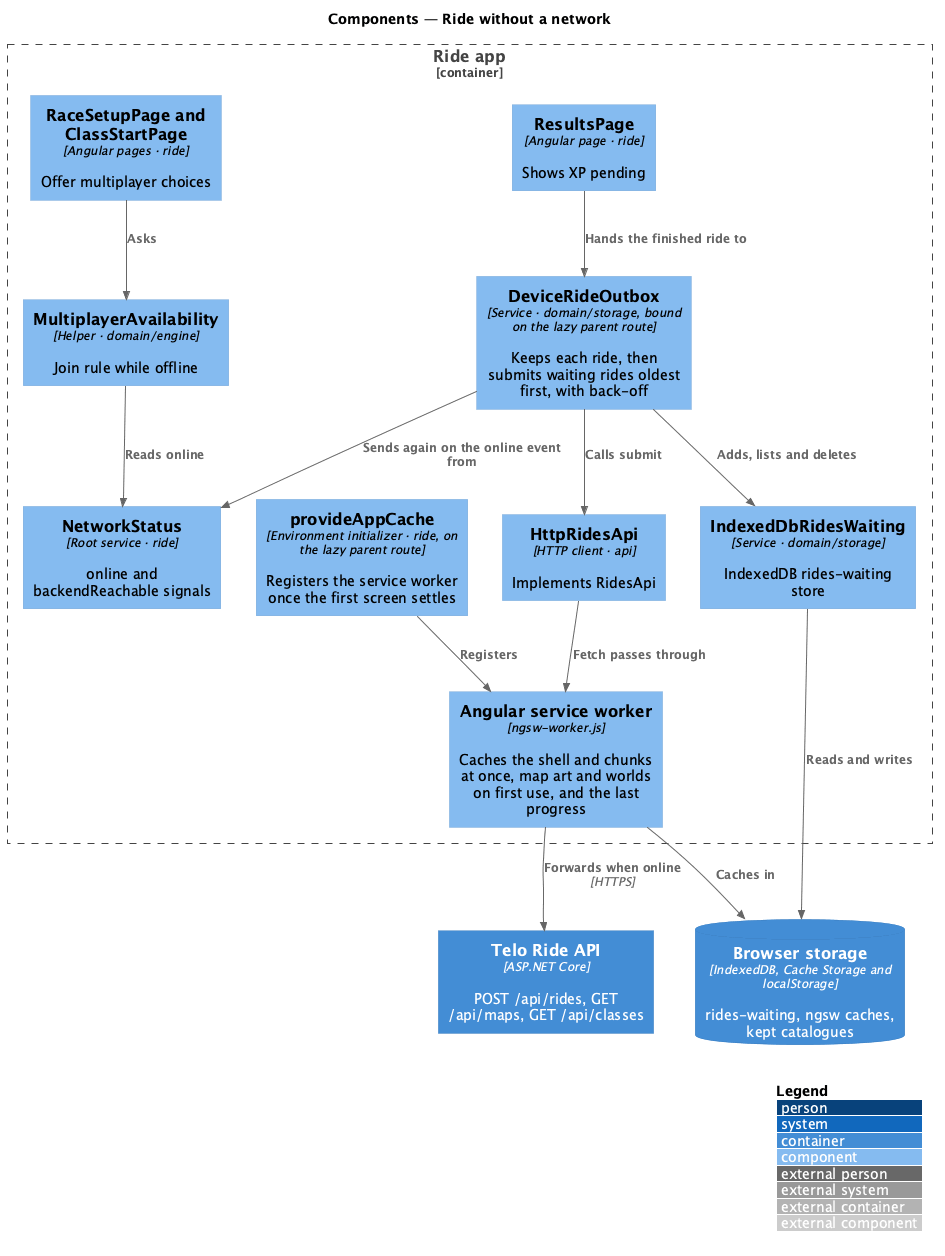 Components — Ride without a network
Ride app
[container]
RaceSetupPage and
ClassStartPage
[Angular pages · ride]
Offer multiplayer choices
ResultsPage
[Angular page · ride]
Shows XP pending
Asks
Hands the finished ride to
MultiplayerAvailability
[Helper · domain/engine]
Join rule while offline
DeviceRideOutbox
[Service · domain/storage, bound
on the lazy parent route]
Keeps each ride, then
submits waiting rides oldest
first, with back-off
Reads online
Sends again on the online event
from
Calls submit
Adds, lists and deletes
NetworkStatus
[Root service · ride]
online and
backendReachable signals
provideAppCache
[Environment initializer · ride, on
the lazy parent route]
Registers the service worker
once the first screen settles
HttpRidesApi
[HTTP client · api]
Implements RidesApi
IndexedDbRidesWaiting
[Service · domain/storage]
IndexedDB rides-waiting
store
Registers
Fetch passes through
Angular service worker
[ngsw-worker.js]
Caches the shell and chunks
at once, map art and worlds
on first use, and the last
progress
Reads and writes
Forwards when online
[HTTPS]
Caches in
Telo Ride API
[ASP.NET Core]
POST /api/rides, GET
/api/maps, GET /api/classes
Browser storage
[IndexedDB, Cache Storage and
localStorage]
rides-waiting, ngsw caches,
kept catalogues
Legend
person
system
container
component
external person
external system
external container
external component